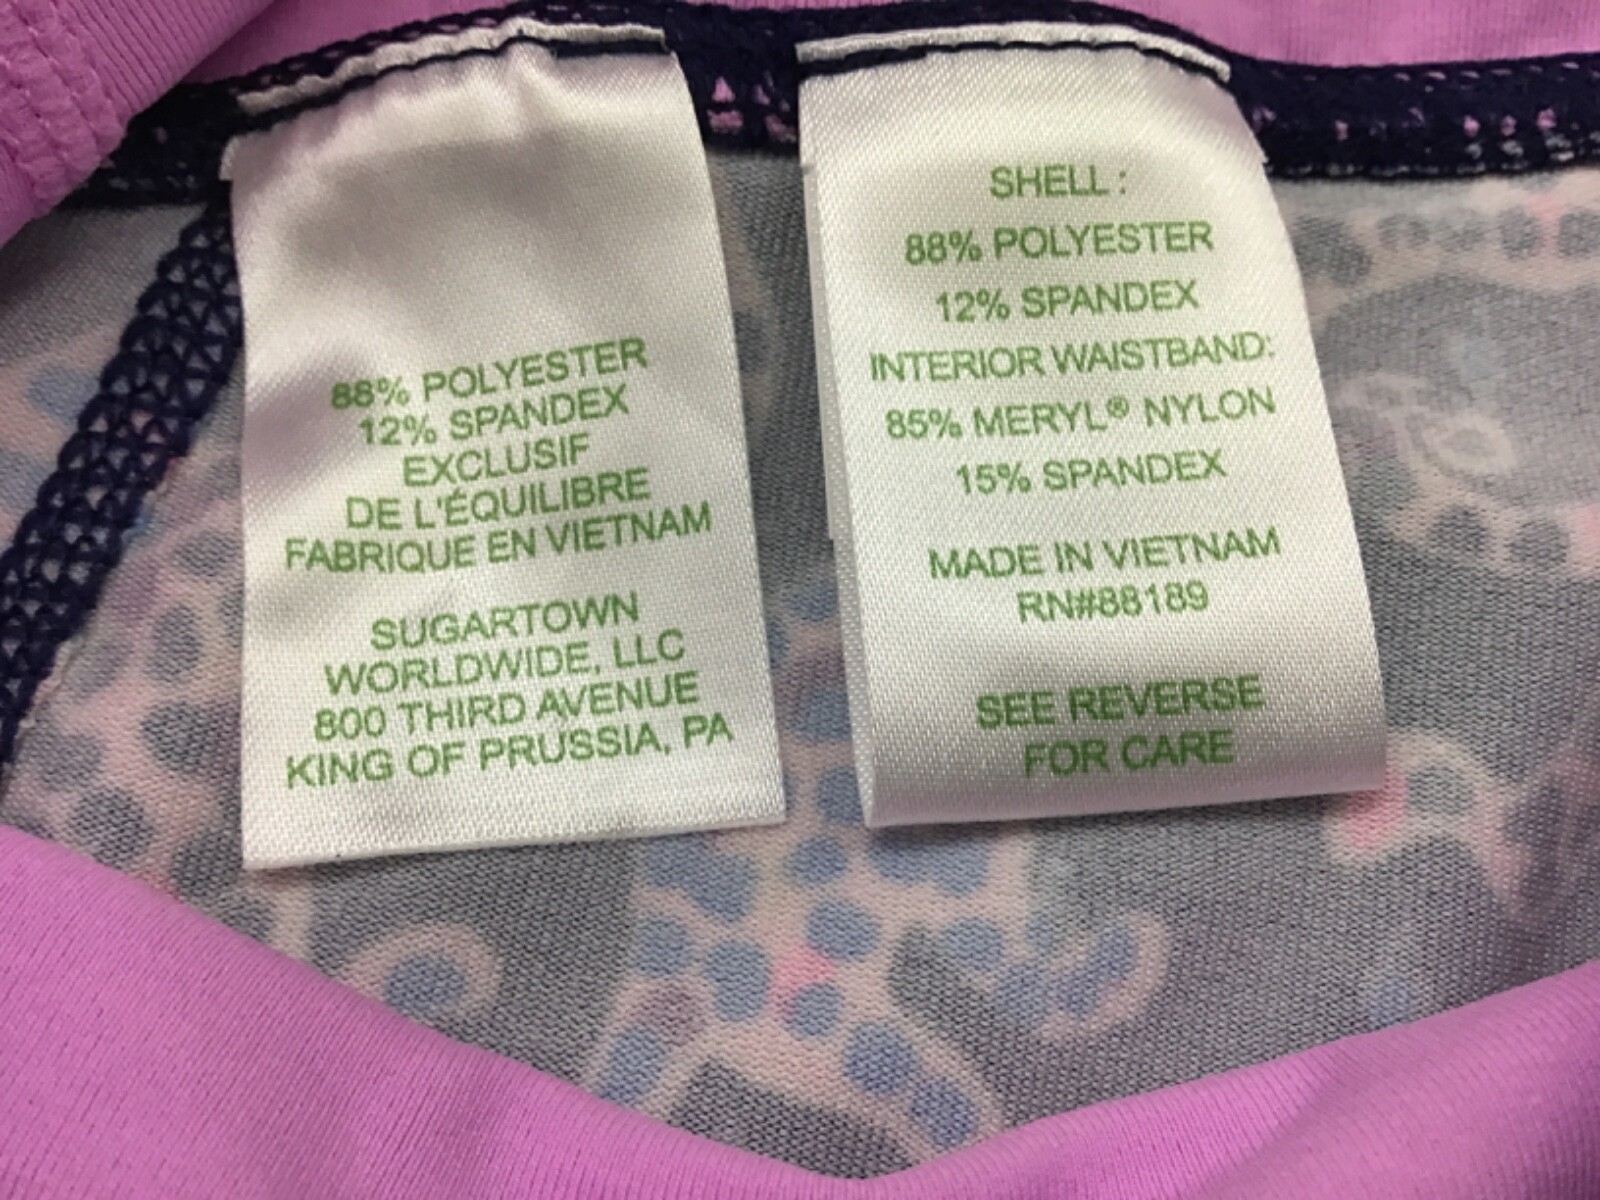 88% POLYESTER
12% SPANDEX
EXCLUSIF
DE L'ÉQUILIBRE
FABRIQUE EN VIETNAM
SUGARTOWN
WORLDWIDE, LLC
800 THIRD AVENUE
KING OF PRUSSIA, PA
SHELL :
88% POLYESTER
12% SPANDEX
INTERIOR WAISTBAND:
85% MERYL® NYLON
15% SPANDEX
MADE IN VIETNAM
RN#88189
SEE REVERSE
FOR CARE